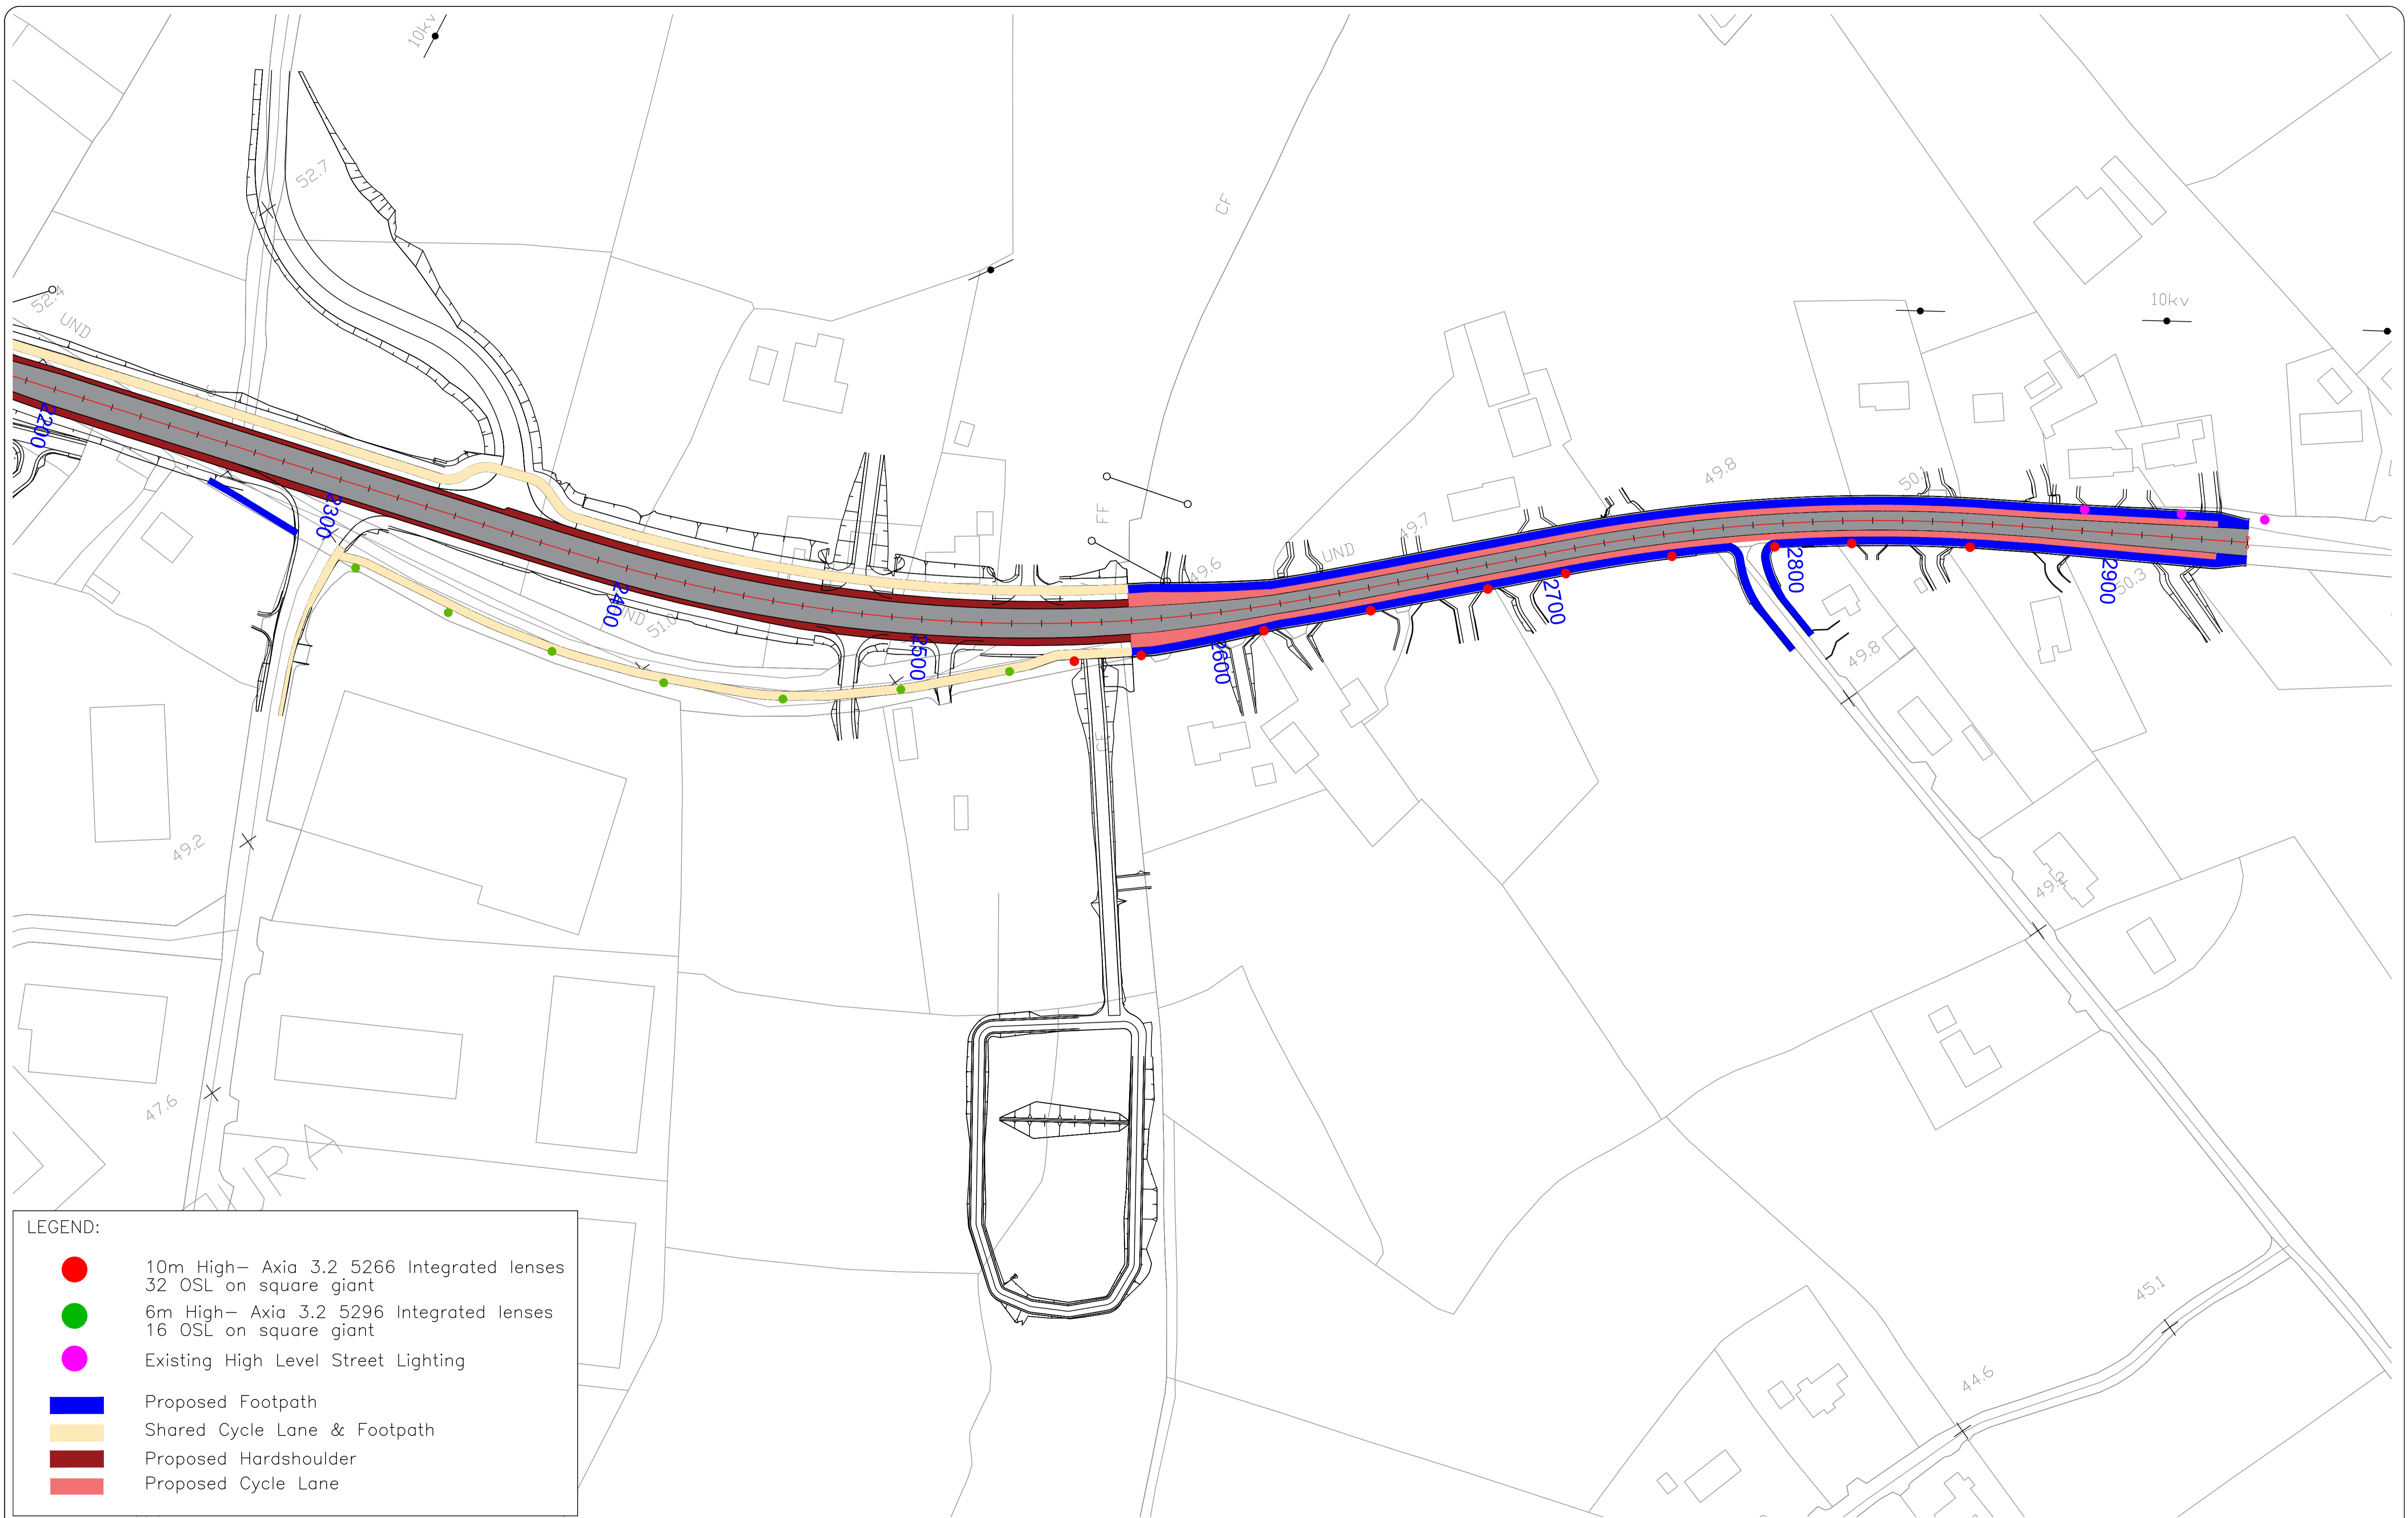 10kv
52.7
CF
52.4
UND
10kv
2200
2300
2400
51.0
2500
FF
49.6
UND
49.7
49.8
50.1
2600
2700
2800
2900
50.3
49.8
CF
49.2
49.2
47.6
45.1
44.6
LEGEND:
10m High- Axia 3.2 5266 Integrated lenses
32 OSL on square giant
6m High- Axia 3.2 5296 Integrated lenses
16 OSL on square giant
Existing High Level Street Lighting
Proposed Footpath
Shared Cycle Lane & Footpath
Proposed Hardshoulder
Proposed Cycle Lane